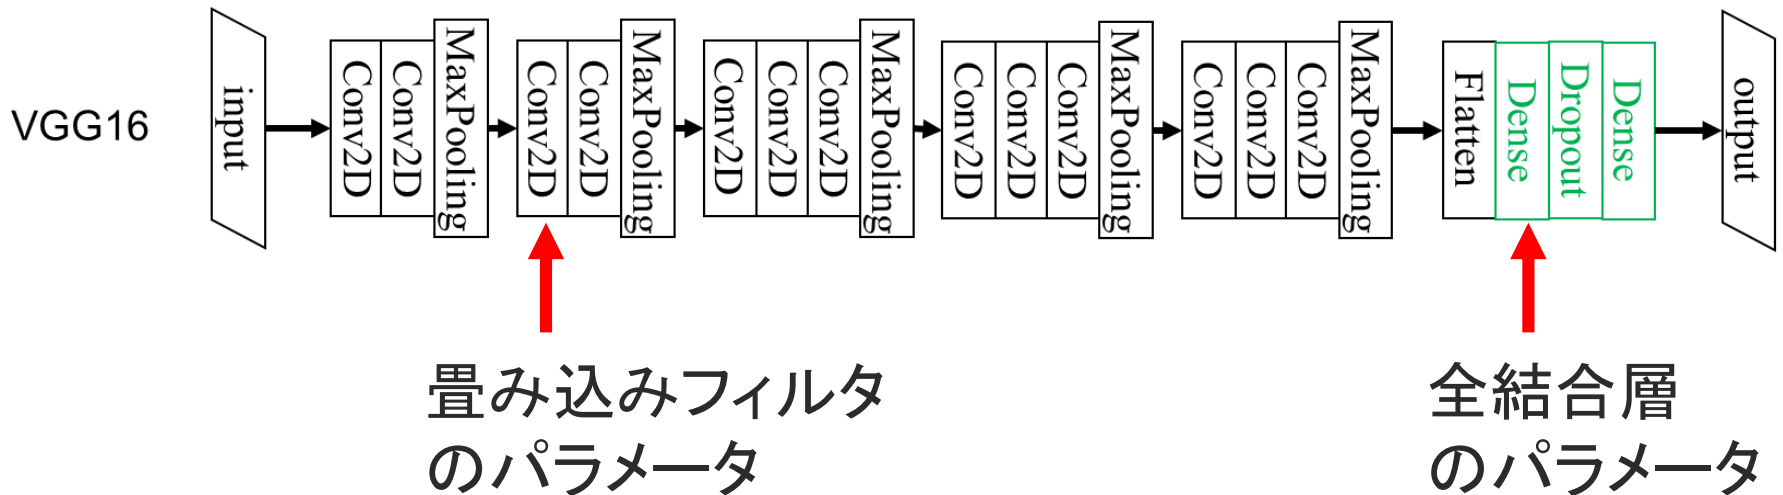 VGG16
input
Conv2D
Conv2D
MaxPooling
Conv2D
Conv2D
MaxPooling
Conv2D
Conv2D
Conv2D
MaxPooling
Conv2D
Conv2D
Conv2D
MaxPooling
Conv2D
Conv2D
Conv2D
MaxPooling
Flatten
Dense
Dropout
Dense
output
畳み込みフィルタ
のパラメータ
全結合層
のパラメータ